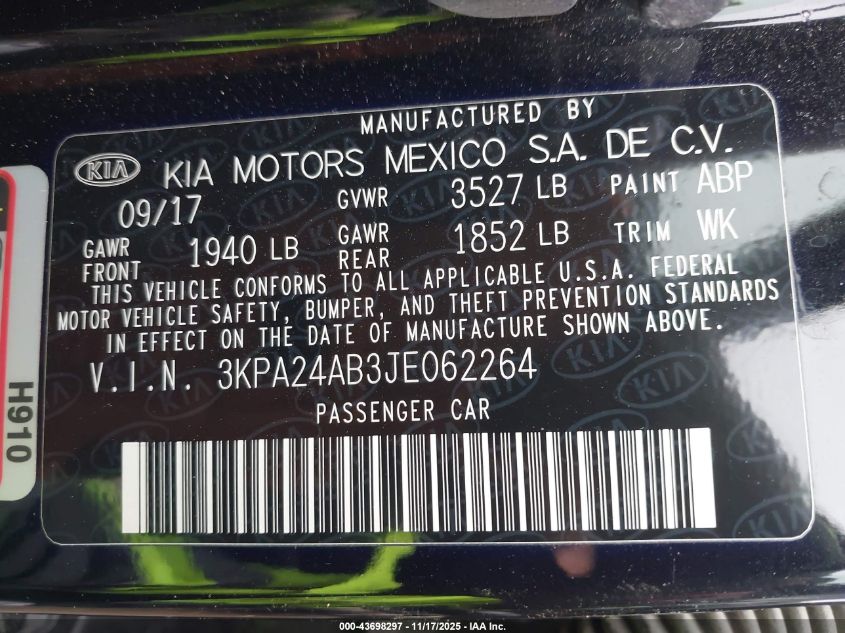 MANUFACTURED BY
KIA KIA MOTORS MEXICO S.A. DE C.V.
09/17 GVWR 3527 LB PAINT ABP
GAWR FRONT 1940 LB GAWR REAR 1852 LB TRIM WK
THIS VEHICLE CONFORMS TO ALL APPLICABLE U.S.A. FEDERAL
MOTOR VEHICLE SAFETY, BUMPER, AND THEFT PREVENTION STANDARDS
IN EFFECT ON THE DATE OF MANUFACTURE SHOWN ABOVE.
V.I.N. 3KPA24AB3JE062264
PASSENGER CAR
H910
000-43698297 - 11/17/2025 - IAA Inc.